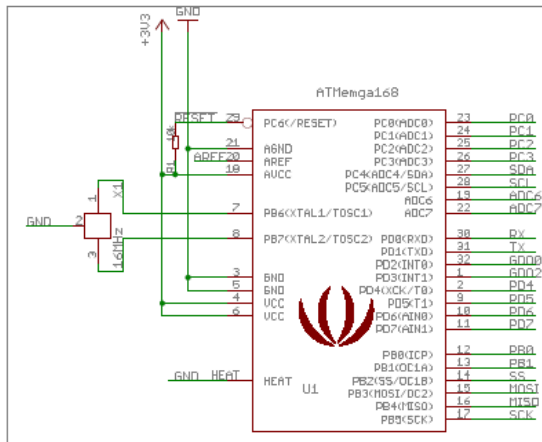 GND
+3V3
ATMemga168
RESET 29 PC6(/RESET) PC0(ADC0) 23 PC0
PC1(ADC1) 24 PC1
10k 21 AGND PC2(ADC2) 25 PC2
AREF 20 AREF PC3(ADC3) 26 PC3
R1 18 AVCC PC4(ADC4/SDA) 27 SDA
PC5(ADC5/SCL) 28 SCL
ADC6 19 ADC6
1 X1 7 PB6(XTAL1/TOSC1) ADC7 22 ADC7
GND 2
3 16MHz 8 PB7(XTAL2/TOSC2) PD0(RXD) 30 RX
PD1(TXD) 31 TX
PD2(INT0) 32 GDO0
3 GND PD3(INT1) 1 GDO2
5 GND PD4(XCK/T0) 2 PD4
4 VCC PD5(T1) 9 PD5
6 VCC PD6(AIN0) 10 PD6
PD7(AIN1) 11 PD7
PB0(ICP) 12 PB0
PB1(OC1A) 13 PB1
GND HEAT HEAT PB2(SS/OC1B) 14 SS
U1 PB3(MOSI/OC2) 15 MOSI
PB4(MISO) 16 MISO
PB5(SCK) 17 SCK